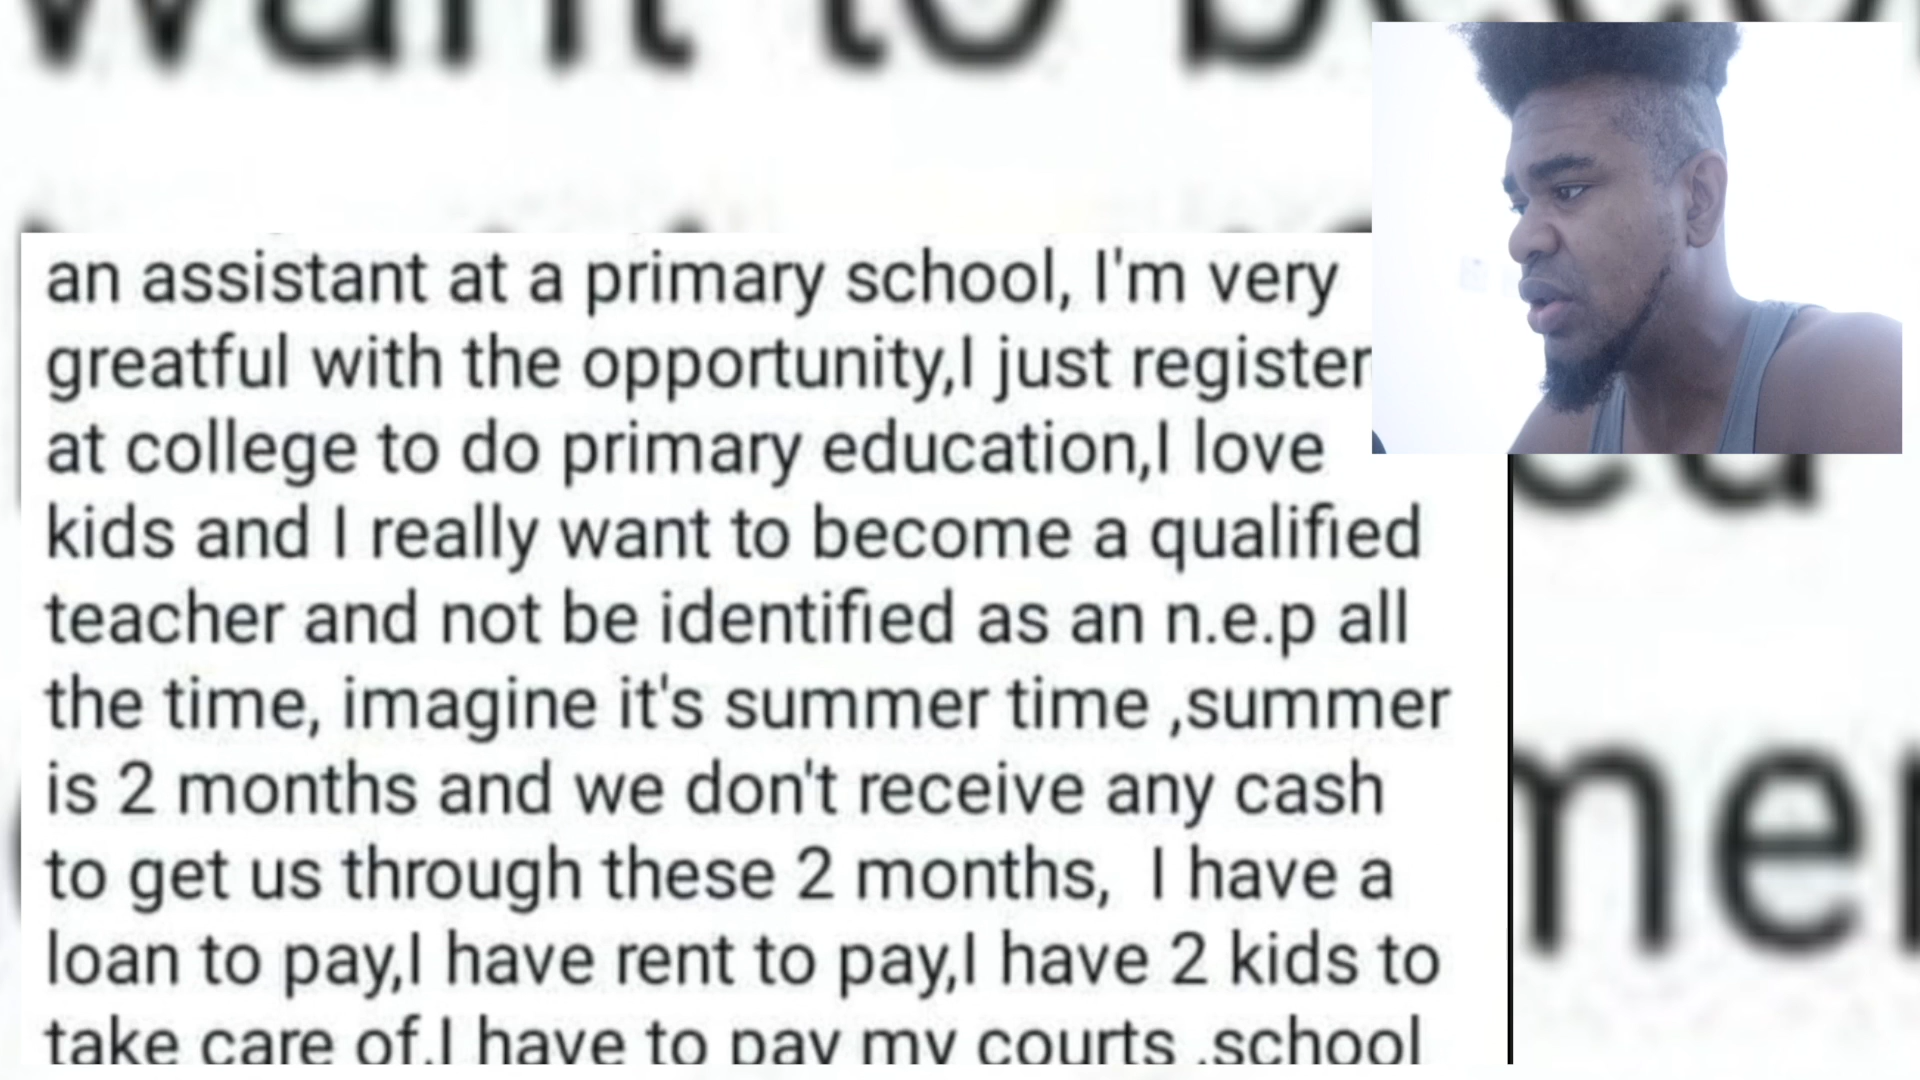 want to
an assistant at a primary school, I'm very
greatful with the opportunity,I just register
at college to do primary education,I love
kids and I really want to become a qualified
teacher and not be identified as an n.e.p all
the time, imagine it's summer time ,summer
is 2 months and we don't receive any cash
to get us through these 2 months,  I have a
loan to pay,I have rent to pay,I have 2 kids to
take care of,I have to pay my courts ,school